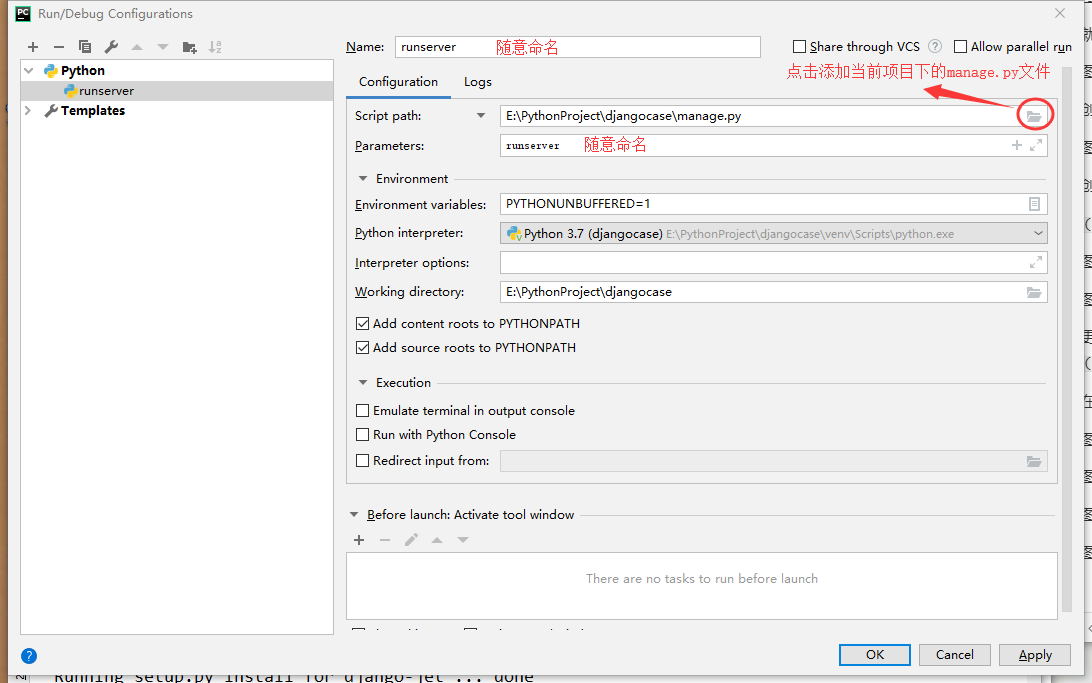 PC Run/Debug Configurations
Name: runserver 随意命名 Share through VCS ? Allow parallel run
点击添加当前项目下的manage.py文件
Python
runserver
Templates
Configuration Logs
Script path: E:\PythonProject\djangocase\manage.py
Parameters: runserver 随意命名
Environment
Environment variables: PYTHONUNBUFFERED=1
Python interpreter: Python 3.7 (djangocase) E:\PythonProject\djangocase\venv\Scripts\python.exe
Interpreter options:
Working directory: E:\PythonProject\djangocase
Add content roots to PYTHONPATH
Add source roots to PYTHONPATH
Execution
Emulate terminal in output console
Run with Python Console
Redirect input from:
Before launch: Activate tool window
There are no tasks to run before launch
? OK Cancel Apply
Running setup.py install for django-jet ... done